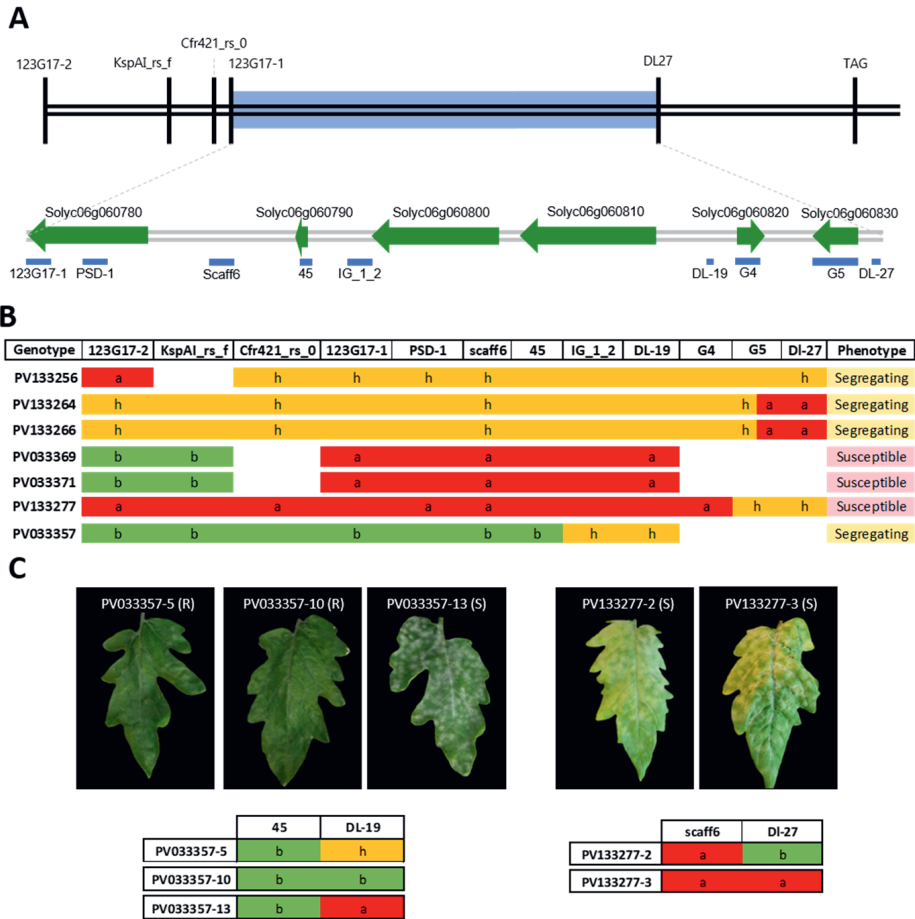 A
Cfr421_rs_0
123G17-2 KspAI_rs_f 123G17-1 DL27 TAG
Solyc06g060780 Solyc06g060790 Solyc06g060800 Solyc06g060810 Solyc06g060820 Solyc06g060830
123G17-1 PSD-1 Scaff6 45 IG_1_2 DL-19 G4 G5 DL-27
B
Genotype 123G17-2 KspAI_rs_f Cfr421_rs_0 123G17-1 PSD-1 scaff6 45 IG_1_2 DL-19 G4 G5 Dl-27 Phenotype
PV133256 a h h h h h Segregating
PV133264 h h h h a a Segregating
PV133266 h h h h a a Segregating
PV033369 b b a a a Susceptible
PV033371 b b a a a Susceptible
PV133277 a a a a a h h Susceptible
PV033357 b b b b b h h Segregating
C
PV033357-5 (R) PV033357-10 (R) PV033357-13 (S) PV133277-2 (S) PV133277-3 (S)
45 DL-19
PV033357-5 b h
PV033357-10 b b
PV033357-13 b a
scaff6 Dl-27
PV133277-2 a b
PV133277-3 a a